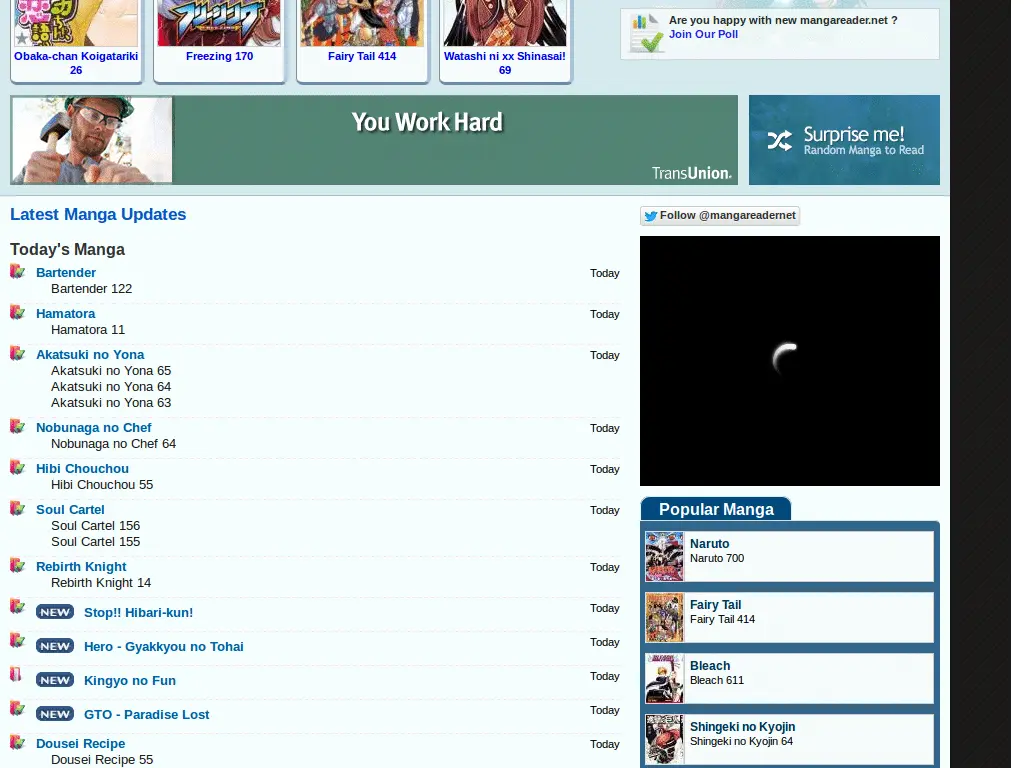 Obaka-chan Koigatariki
26
Freezing 170
Fairy Tail 414
Watashi ni xx Shinasai!
69
Are you happy with new mangareader.net ?
Join Our Poll
You Work Hard
TransUnion.
Surprise me!
Random Manga to Read
Latest Manga Updates
Follow @mangareadernet
Today's Manga
Bartender Today
Bartender 122
Hamatora Today
Hamatora 11
Akatsuki no Yona Today
Akatsuki no Yona 65
Akatsuki no Yona 64
Akatsuki no Yona 63
Nobunaga no Chef Today
Nobunaga no Chef 64
Hibi Chouchou Today
Hibi Chouchou 55
Soul Cartel Today
Soul Cartel 156
Soul Cartel 155
Rebirth Knight Today
Rebirth Knight 14
NEW Stop!! Hibari-kun! Today
NEW Hero - Gyakkyou no Tohai Today
NEW Kingyo no Fun Today
NEW GTO - Paradise Lost Today
Dousei Recipe Today
Dousei Recipe 55
Popular Manga
Naruto
Naruto 700
Fairy Tail
Fairy Tail 414
Bleach
Bleach 611
Shingeki no Kyojin
Shingeki no Kyojin 64